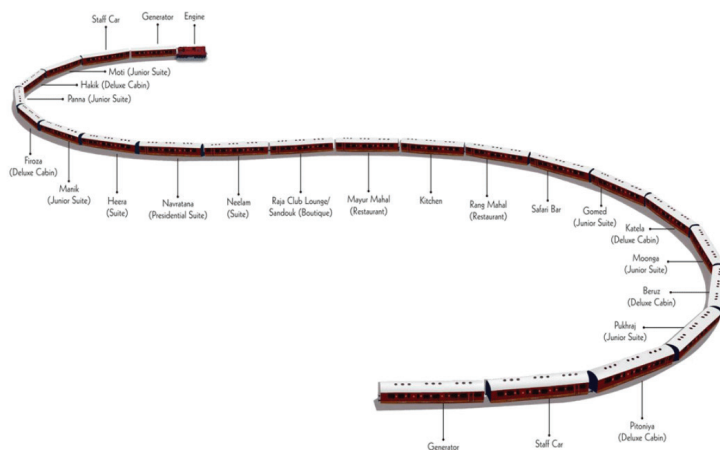 Engine
Generator
Staff Car
Moti (Junior Suite)
Hakik (Deluxe Cabin)
Panna (Junior Suite)
Firoza
(Deluxe Cabin)
Manik
(Junior Suite)
Heera
(Suite)
Navratana
(Presidential Suite)
Neelam
(Suite)
Raja Club Lounge/
Sandouk (Boutique)
Mayur Mahal
(Restaurant)
Kitchen
Rang Mahal
(Restaurant)
Safari Bar
Gomed
(Junior Suite)
Katela
(Deluxe Cabin)
Moonga
(Junior Suite)
Beruz
(Deluxe Cabin)
Pukhraj
(Junior Suite)
Pitoniya
(Deluxe Cabin)
Staff Car
Generator